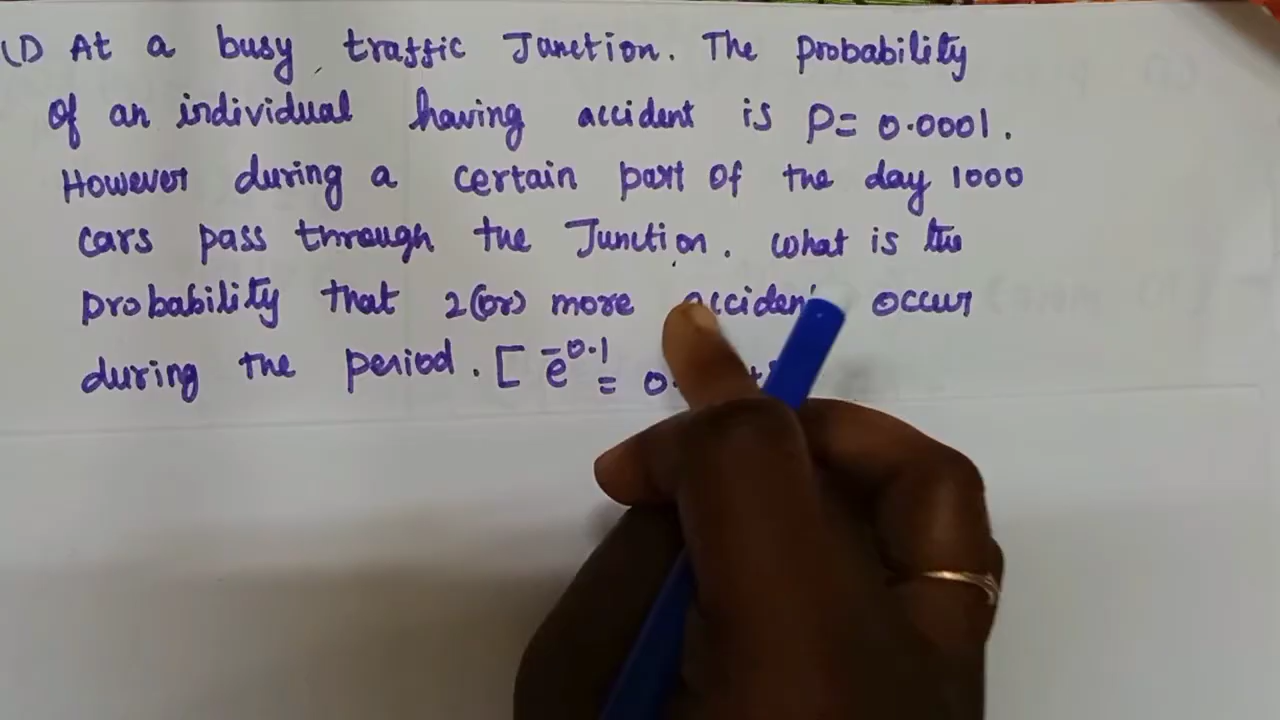 (1) At a busy traffic Junction. The probability
of an individual having accident is P= 0.0001.
However during a certain part of the day 1000
cars pass through the Junction. what is the
probability that 2(or) more accident occur
during the period. [ e^-0.1 = 0.